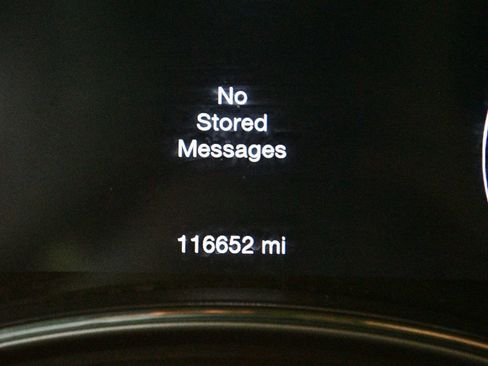 No
Stored
Messages
116652 mi